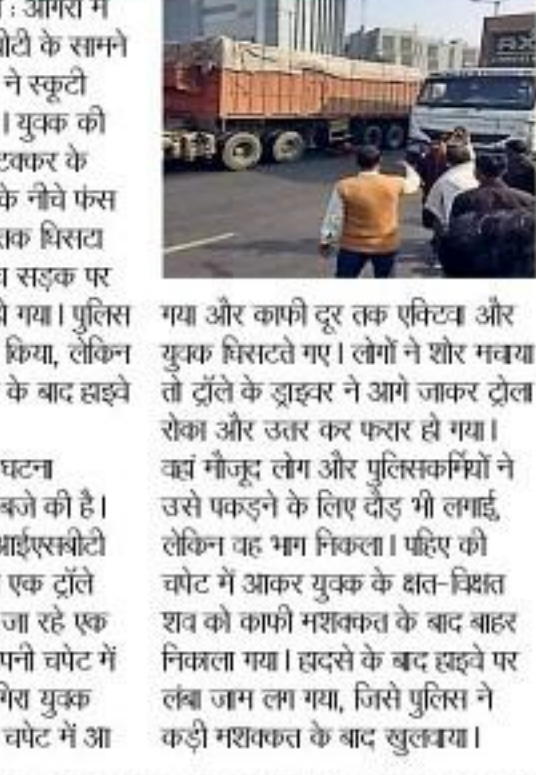 : आगरा में
बीटी के सामने
ने स्कूटी
। युवक की
टक्कर के
के नीचे फंस
तक घिसटा
सड़क पर
हो गया। पुलिस
किया, लेकिन
के बाद हाइवे
घटना
बजे की है।
आईएसबीटी
एक ट्रॉले
जा रहे एक
पनी चपेट में
गिरा युवक
चपेट में आ
गया और काफी दूर तक एक्टिवा और
युवक घिसटते गए। लोगों ने शोर मचाया
तो ट्रॉले के ड्राइवर ने आगे जाकर ट्रोला
रोका और उतर कर फरार हो गया।
वहां मौजूद लोग और पुलिसकर्मियों ने
उसे पकड़ने के लिए दौड़ भी लगाई,
लेकिन वह भाग निकला। पहिए की
चपेट में आकर युवक के क्षत-विक्षत
शव को काफी मशक्कत के बाद बाहर
निकाला गया। हादसे के बाद हाइवे पर
लंबा जाम लग गया, जिसे पुलिस ने
कड़ी मशक्कत के बाद खुलवाया।